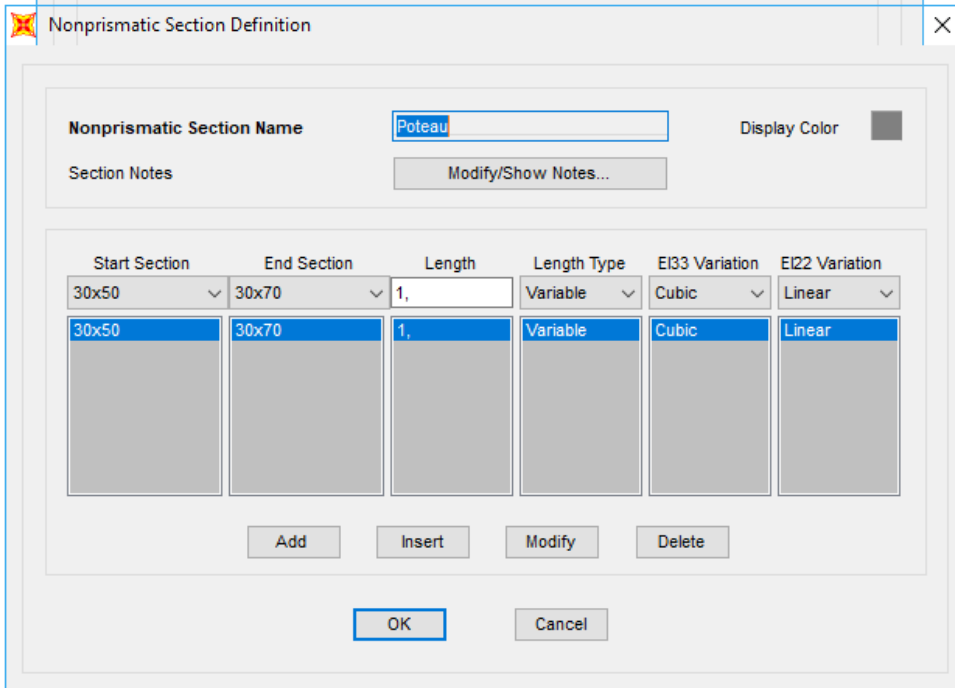 Nonprismatic Section Definition
Nonprismatic Section Name Poteau Display Color
Section Notes Modify/Show Notes...
Start Section End Section Length Length Type EI33 Variation EI22 Variation
30x50 30x70 1, Variable Cubic Linear
30x50 30x70 1, Variable Cubic Linear
Add Insert Modify Delete
OK Cancel